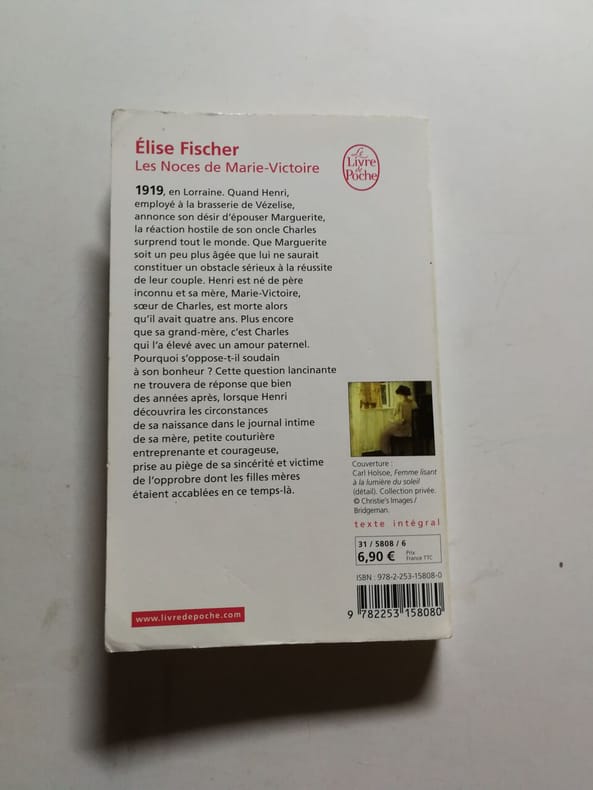 Élise Fischer
Les Noces de Marie-Victoire
Le
Livre
de
Poche
1919, en Lorraine. Quand Henri,
employé à la brasserie de Vézelise,
annonce son désir d'épouser Marguerite,
la réaction hostile de son oncle Charles
surprend tout le monde. Que Marguerite
soit un peu plus âgée que lui ne saurait
constituer un obstacle sérieux à la réussite
de leur couple. Henri est né de père
inconnu et sa mère, Marie-Victoire,
sœur de Charles, est morte alors
qu'il avait quatre ans. Plus encore
que sa grand-mère, c'est Charles
qui l'a élevé avec un amour paternel.
Pourquoi s'oppose-t-il soudain
à son bonheur ? Cette question lancinante
ne trouvera de réponse que bien
des années après, lorsque Henri
découvrira les circonstances
de sa naissance dans le journal intime
de sa mère, petite couturière
entreprenante et courageuse,
prise au piège de sa sincérité et victime
de l'opprobre dont les filles mères
étaient accablées en ce temps-là.
Couverture :
Carl Holsoe, Femme lisant
à la lumière du soleil
(détail). Collection privée.
© Christie's Images /
Bridgeman.
texte intégral
31 / 5808 / 6
6,90 € Prix
France TTC
ISBN : 978-2-253-15808-0
9 782253 158080
www.livredepoche.com